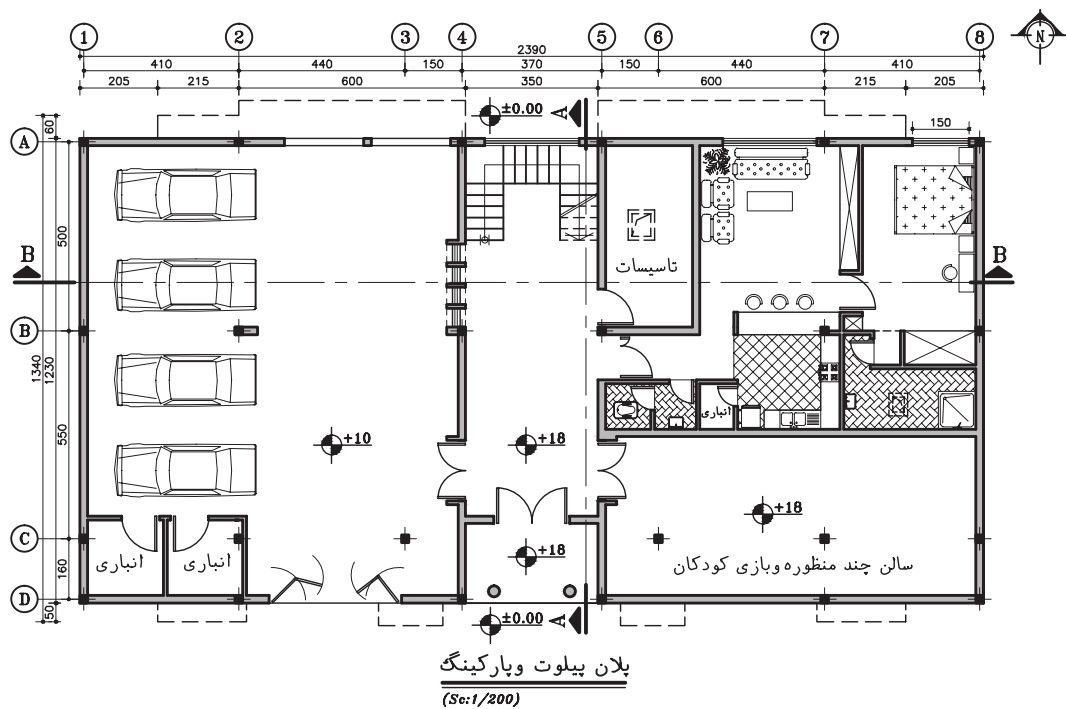 1 2 3 4 5 6 7 8
N
2390
410 440 150 370 150 440 410
205 215 600 350 600 215 205
±0.00 A
60
150
A
500
B
B
تاسیسات
B
1340
1230
انباری
550
+10
+18
+18
C
انباری
انباری
+18
سالن چند منظوره وبازی کودکان
160
D
50
±0.00 A
پلان پیلوت وپارکینگ
(Sc:1/200)